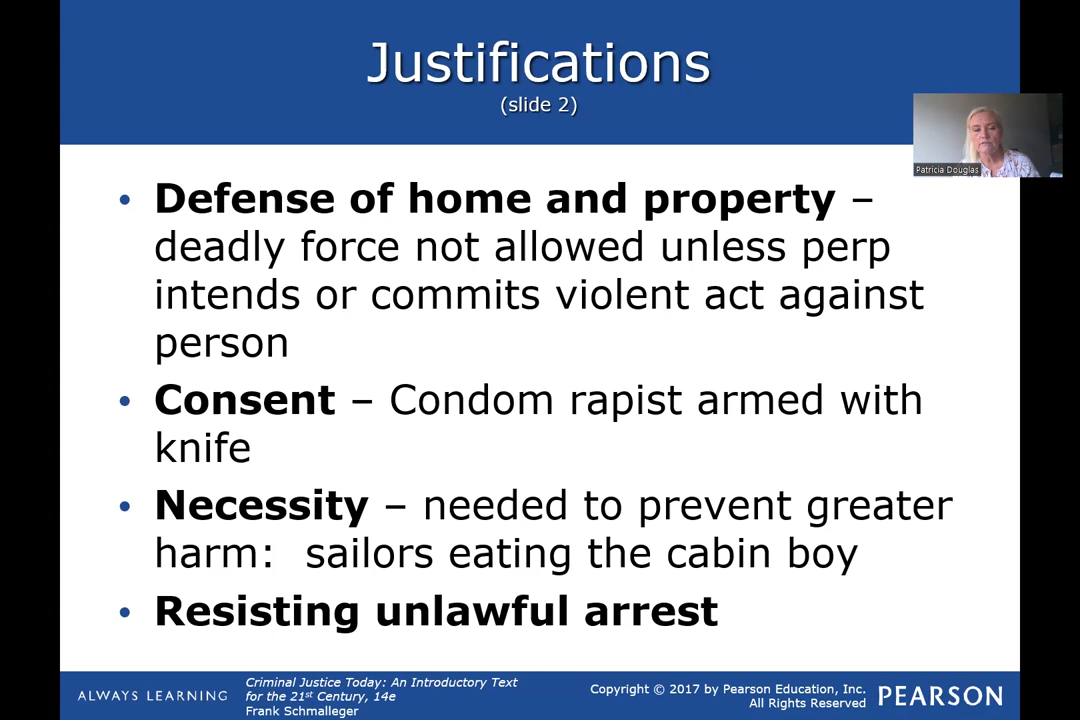 Justifications
(slide 2)
Patricia Douglas
• Defense of home and property –
deadly force not allowed unless perp
intends or commits violent act against
person
• Consent – Condom rapist armed with
knife
• Necessity – needed to prevent greater
harm:  sailors eating the cabin boy
• Resisting unlawful arrest
ALWAYS LEARNING
Criminal Justice Today: An Introductory Text
for the 21st Century, 14e
Frank Schmalleger
Copyright © 2017 by Pearson Education, Inc.
All Rights Reserved
PEARSON